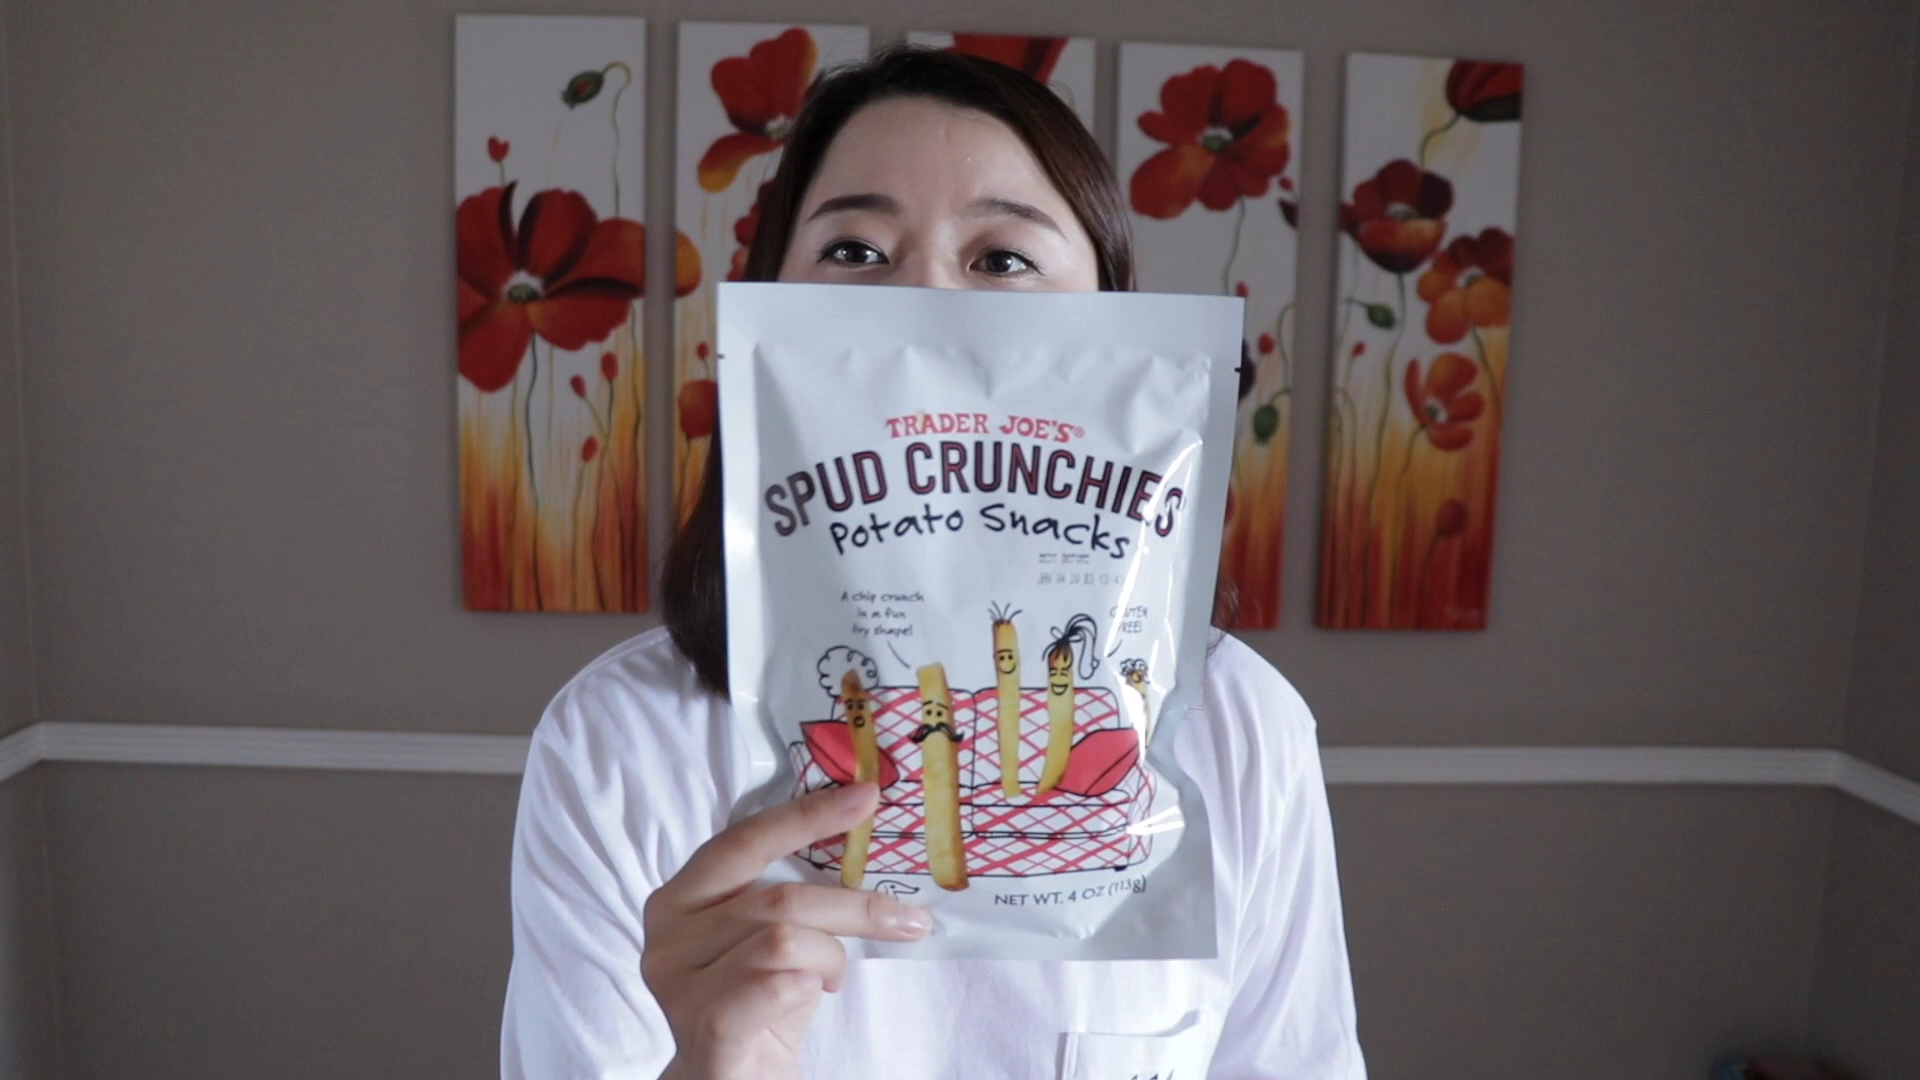 TRADER JOE'S®
SPUD CRUNCHIES
Potato Snacks
A chip crunch
in a fun
fry shape!
GLUTEN
FREE!
NET WT. 4 OZ (113g)